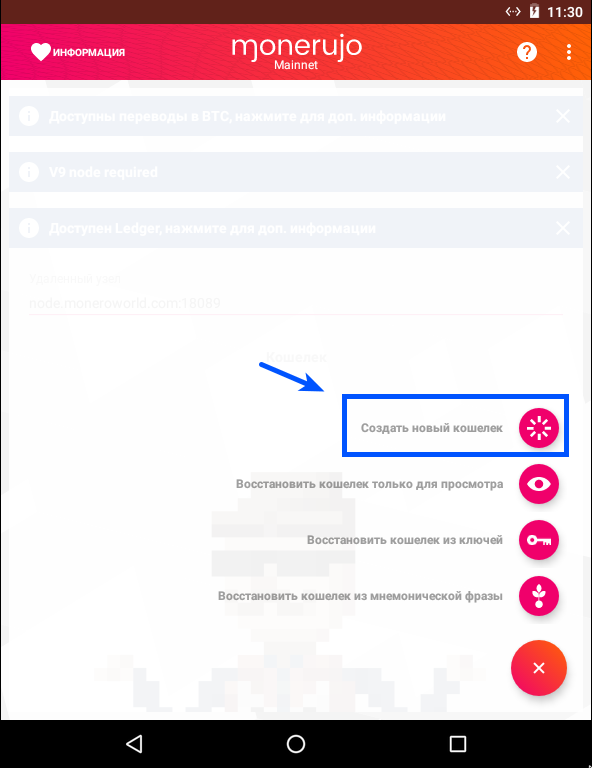 11:30
ИНФОРМАЦИЯ
monerujo
Mainnet
Доступны переводы в BTC, нажмите для доп. информации
V9 node required
Доступен Ledger, нажмите для доп. информации
Удалённый узел
node.moneroworld.com:18089
Кошелек
Создать новый кошелек
Восстановить кошелек только для просмотра
Восстановить кошелек из ключей
Восстановить кошелек из мнемонической фразы